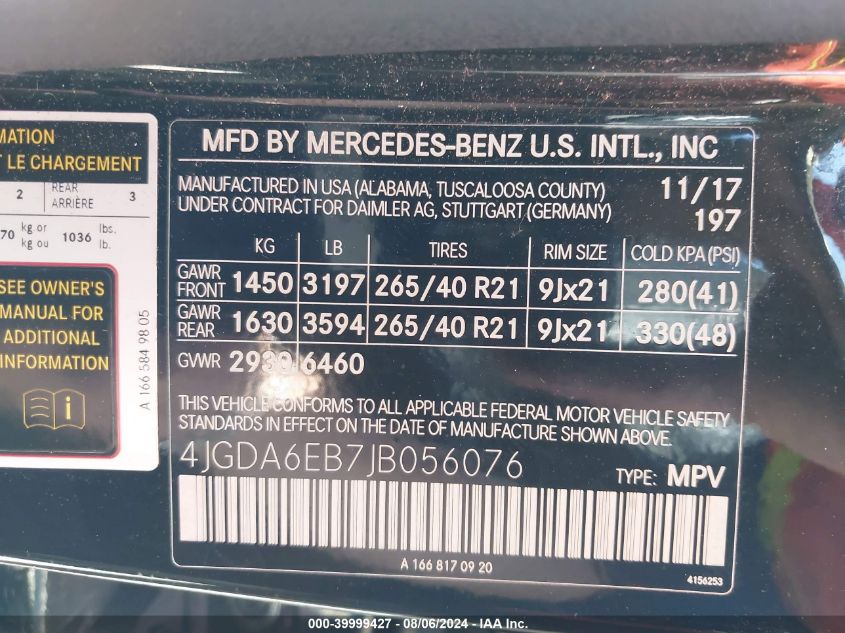 MATION
T LE CHARGEMENT
2 REAR ARRIÈRE 3
70 kg or kg ou 1036 lbs. lb.
SEE OWNER'S
MANUAL FOR
ADDITIONAL
INFORMATION
A 166 584 98 05
MFD BY MERCEDES-BENZ U.S. INTL., INC
MANUFACTURED IN USA (ALABAMA, TUSCALOOSA COUNTY) 11/17
UNDER CONTRACT FOR DAIMLER AG, STUTTGART (GERMANY) 197
KG LB TIRES RIM SIZE COLD KPA (PSI)
GAWR FRONT 1450 3197 265/40 R21 9Jx21 280(41)
GAWR REAR 1630 3594 265/40 R21 9Jx21 330(48)
GVWR 2930 6460
THIS VEHICLE CONFORMS TO ALL APPLICABLE FEDERAL MOTOR VEHICLE SAFETY
STANDARDS IN EFFECT ON THE DATE OF MANUFACTURE SHOWN ABOVE.
4JGDA6EB7JB056076 TYPE: MPV
A 166 817 09 20
4156253
000-39999427 - 08/06/2024 - IAA Inc.